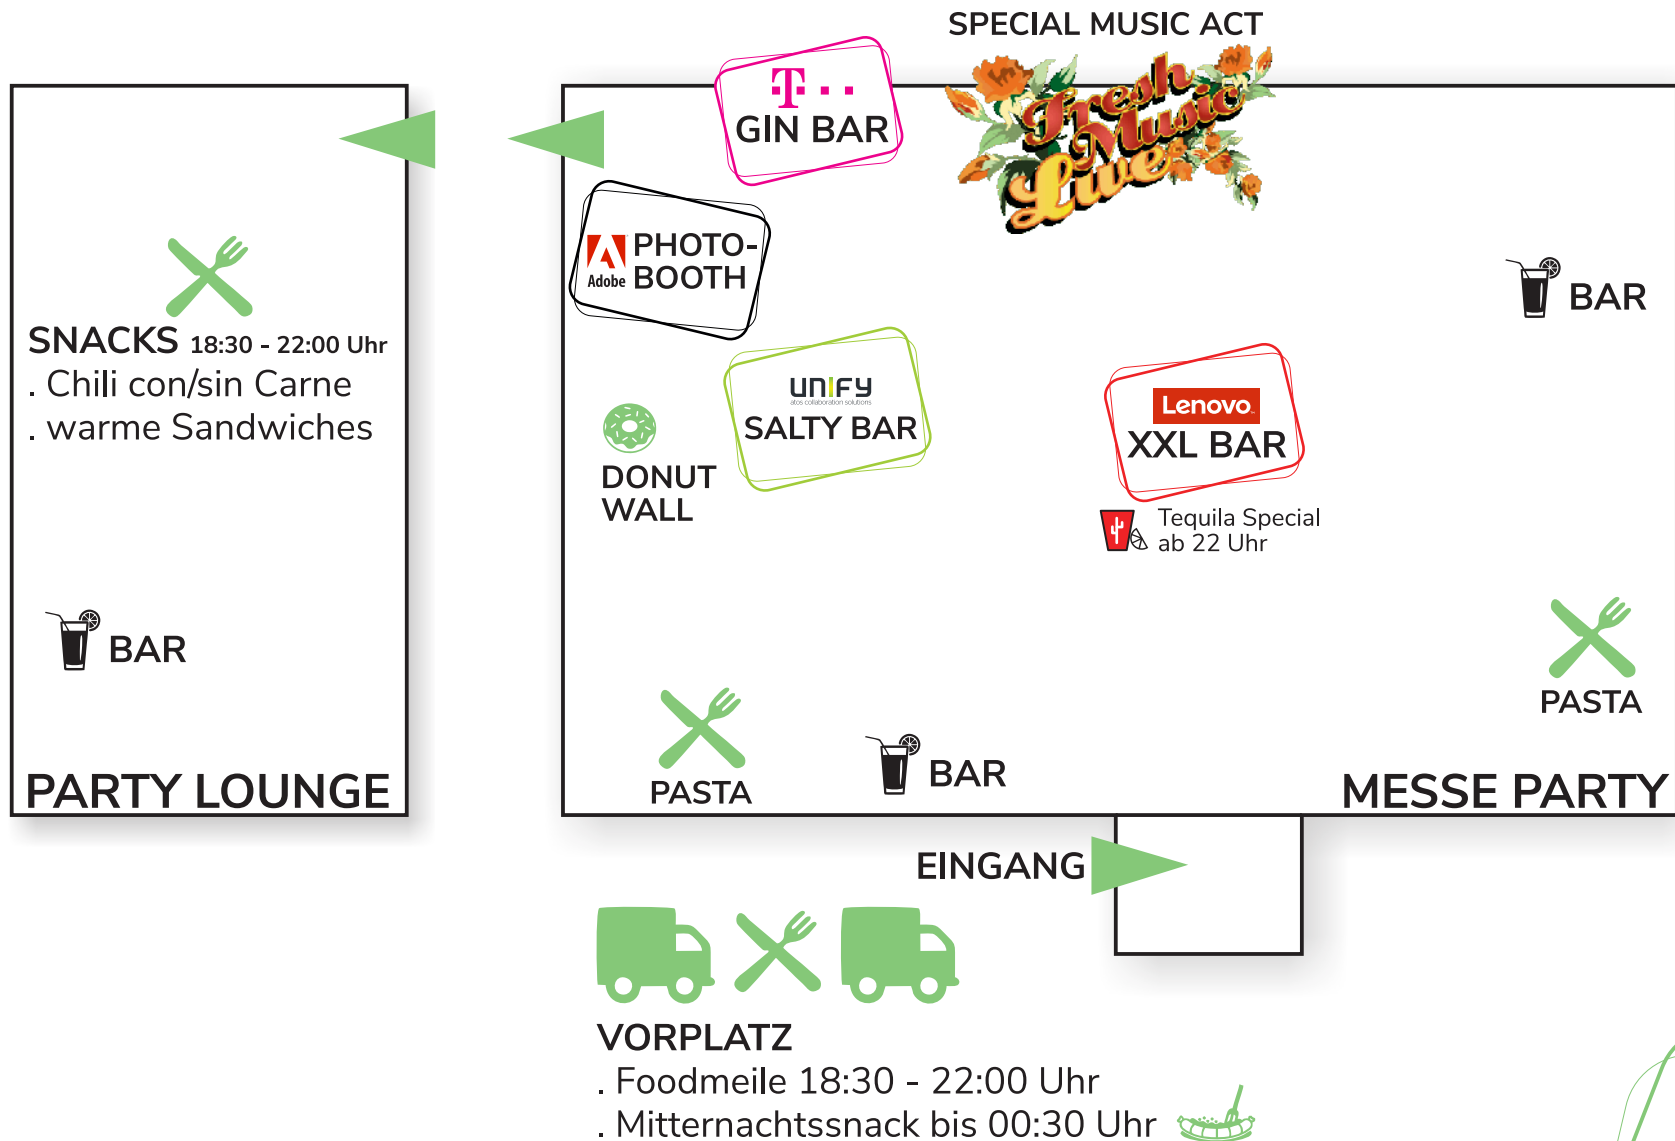 SPECIAL MUSIC ACT
Fresh
Music
Live
T
GIN BAR
Adobe
PHOTO-
BOOTH
BAR
SNACKS 18:30 - 22:00 Uhr
. Chili con/sin Carne
. warme Sandwiches
UNIFY
atos collaboration solutions
SALTY BAR
Lenovo
XXL BAR
DONUT
WALL
Tequila Special
ab 22 Uhr
BAR
PASTA
PASTA
BAR
PARTY LOUNGE
MESSE PARTY
EINGANG
VORPLATZ
. Foodmeile 18:30 - 22:00 Uhr
. Mitternachtssnack bis 00:30 Uhr